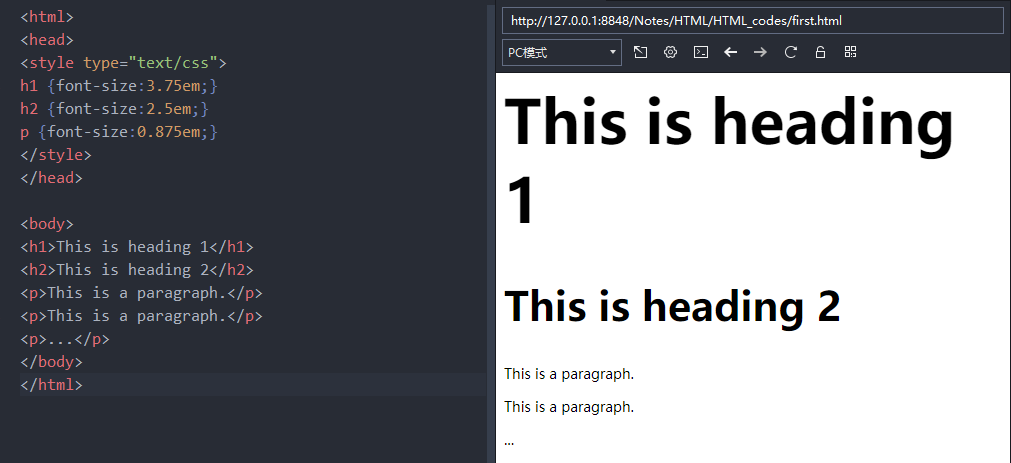 <html>
<head>
<style type="text/css">
h1 {font-size:3.75em;}
h2 {font-size:2.5em;}
p {font-size:0.875em;}
</style>
</head>
<body>
<h1>This is heading 1</h1>
<h2>This is heading 2</h2>
<p>This is a paragraph.</p>
<p>This is a paragraph.</p>
<p>...</p>
</body>
</html>
http://127.0.0.1:8848/Notes/HTML/HTML_codes/first.html
PC模式
This is heading
1
This is heading 2
This is a paragraph.
This is a paragraph.
...